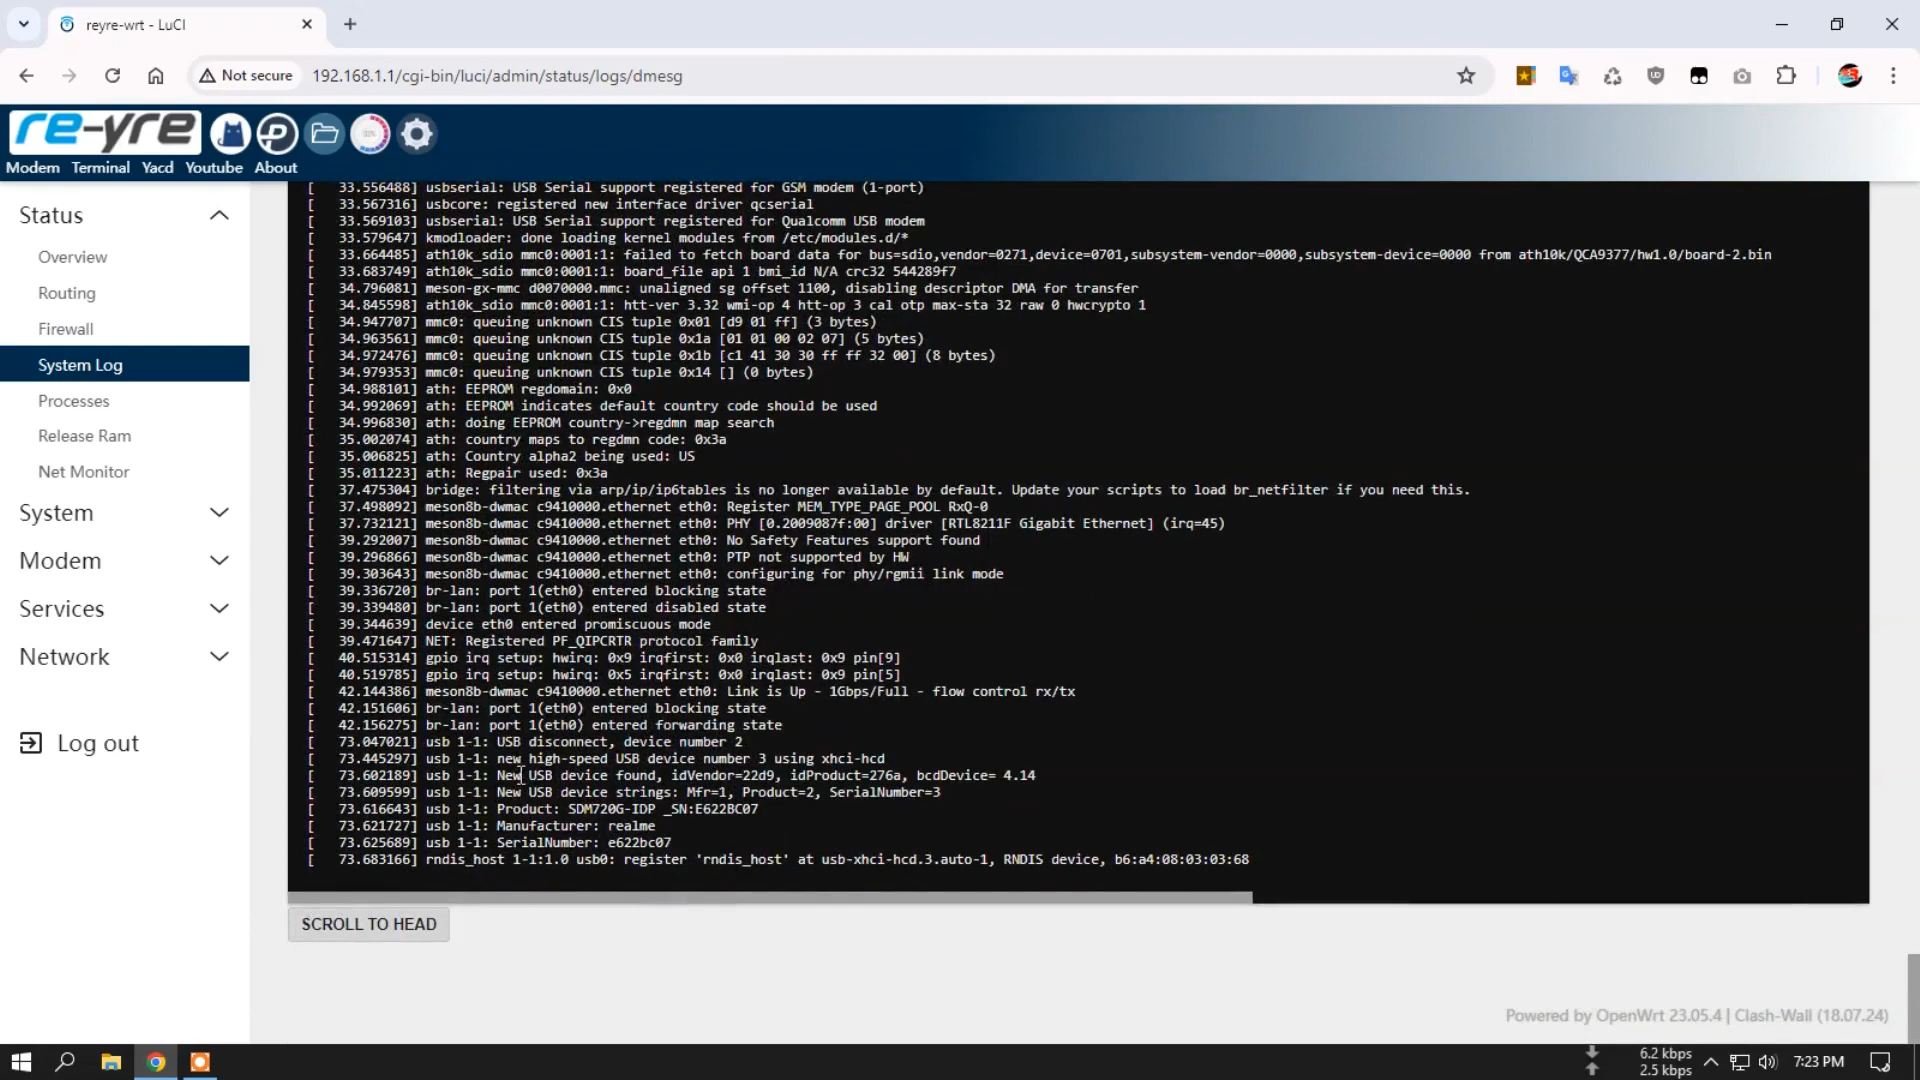 reyre-wrt - LuCI
Not secure
192.168.1.1/cgi-bin/luci/admin/status/logs/dmesg
re-yre
Modem Terminal Yacd Youtube About
Status
Overview
Routing
Firewall
System Log
Processes
Release Ram
Net Monitor
System
Modem
Services
Network
Log out
[ 33.556488] usbserial: USB Serial support registered for GSM modem (1-port)
[ 33.567316] usbcore: registered new interface driver qcserial
[ 33.569103] usbserial: USB Serial support registered for Qualcomm USB modem
[ 33.579647] kmodloader: done loading kernel modules from /etc/modules.d/*
[ 33.664485] ath10k_sdio mmc0:0001:1: failed to fetch board data for bus=sdio,vendor=0271,device=0701,subsystem-vendor=0000,subsystem-device=0000 from ath10k/QCA9377/hw1.0/board-2.bin
[ 33.683749] ath10k_sdio mmc0:0001:1: board_file api 1 bmi_id N/A crc32 544289f7
[ 34.796081] meson-gx-mmc d0070000.mmc: unaligned sg offset 1100, disabling descriptor DMA for transfer
[ 34.845598] ath10k_sdio mmc0:0001:1: htt-ver 3.32 wmi-op 4 htt-op 3 cal otp max-sta 32 raw 0 hwcrypto 1
[ 34.947707] mmc0: queuing unknown CIS tuple 0x01 [d9 01 ff] (3 bytes)
[ 34.963561] mmc0: queuing unknown CIS tuple 0x1a [01 01 00 02 07] (5 bytes)
[ 34.972476] mmc0: queuing unknown CIS tuple 0x1b [c1 41 30 30 ff ff 32 00] (8 bytes)
[ 34.979353] mmc0: queuing unknown CIS tuple 0x14 [] (0 bytes)
[ 34.988101] ath: EEPROM regdomain: 0x0
[ 34.992069] ath: EEPROM indicates default country code should be used
[ 34.996830] ath: doing EEPROM country->regdmn map search
[ 35.002074] ath: country maps to regdmn code: 0x3a
[ 35.006825] ath: Country alpha2 being used: US
[ 35.011223] ath: Regpair used: 0x3a
[ 37.475304] bridge: filtering via arp/ip/ip6tables is no longer available by default. Update your scripts to load br_netfilter if you need this.
[ 37.498092] meson8b-dwmac c9410000.ethernet eth0: Register MEM_TYPE_PAGE_POOL RxQ-0
[ 37.732121] meson8b-dwmac c9410000.ethernet eth0: PHY [0.2009087f:00] driver [RTL8211F Gigabit Ethernet] (irq=45)
[ 39.292007] meson8b-dwmac c9410000.ethernet eth0: No Safety Features support found
[ 39.296866] meson8b-dwmac c9410000.ethernet eth0: PTP not supported by HW
[ 39.303643] meson8b-dwmac c9410000.ethernet eth0: configuring for phy/rgmii link mode
[ 39.336720] br-lan: port 1(eth0) entered blocking state
[ 39.339480] br-lan: port 1(eth0) entered disabled state
[ 39.344639] device eth0 entered promiscuous mode
[ 39.471647] NET: Registered PF_QIPCRTR protocol family
[ 40.515314] gpio irq setup: hwirq: 0x9 irqfirst: 0x0 irqlast: 0x9 pin[9]
[ 40.519785] gpio irq setup: hwirq: 0x5 irqfirst: 0x0 irqlast: 0x9 pin[5]
[ 42.144386] meson8b-dwmac c9410000.ethernet eth0: Link is Up - 1Gbps/Full - flow control rx/tx
[ 42.151606] br-lan: port 1(eth0) entered blocking state
[ 42.156275] br-lan: port 1(eth0) entered forwarding state
[ 73.047021] usb 1-1: USB disconnect, device number 2
[ 73.445297] usb 1-1: new high-speed USB device number 3 using xhci-hcd
[ 73.602189] usb 1-1: New USB device found, idVendor=22d9, idProduct=276a, bcdDevice= 4.14
[ 73.609599] usb 1-1: New USB device strings: Mfr=1, Product=2, SerialNumber=3
[ 73.616643] usb 1-1: Product: SDM720G-IDP _SN:E622BC07
[ 73.621727] usb 1-1: Manufacturer: realme
[ 73.625689] usb 1-1: SerialNumber: e622bc07
[ 73.683166] rndis_host 1-1:1.0 usb0: register 'rndis_host' at usb-xhci-hcd.3.auto-1, RNDIS device, b6:a4:08:03:03:68
SCROLL TO HEAD
Powered by OpenWrt 23.05.4 | Clash-Wall (18.07.24)
6.2 kbps
2.5 kbps
7:23 PM